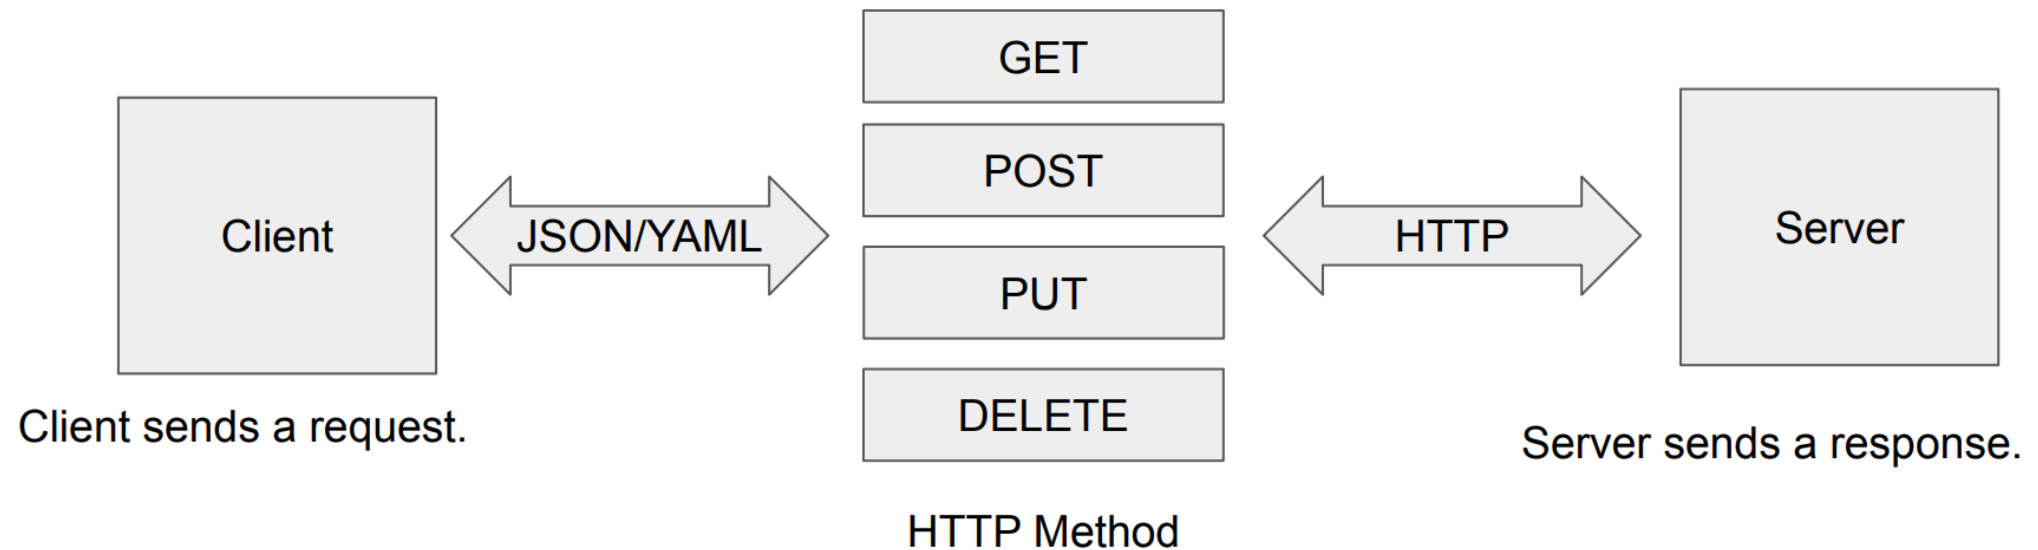 GET
POST
PUT
DELETE
HTTP Method
Client
JSON/YAML
HTTP
Server
Client sends a request.
Server sends a response.